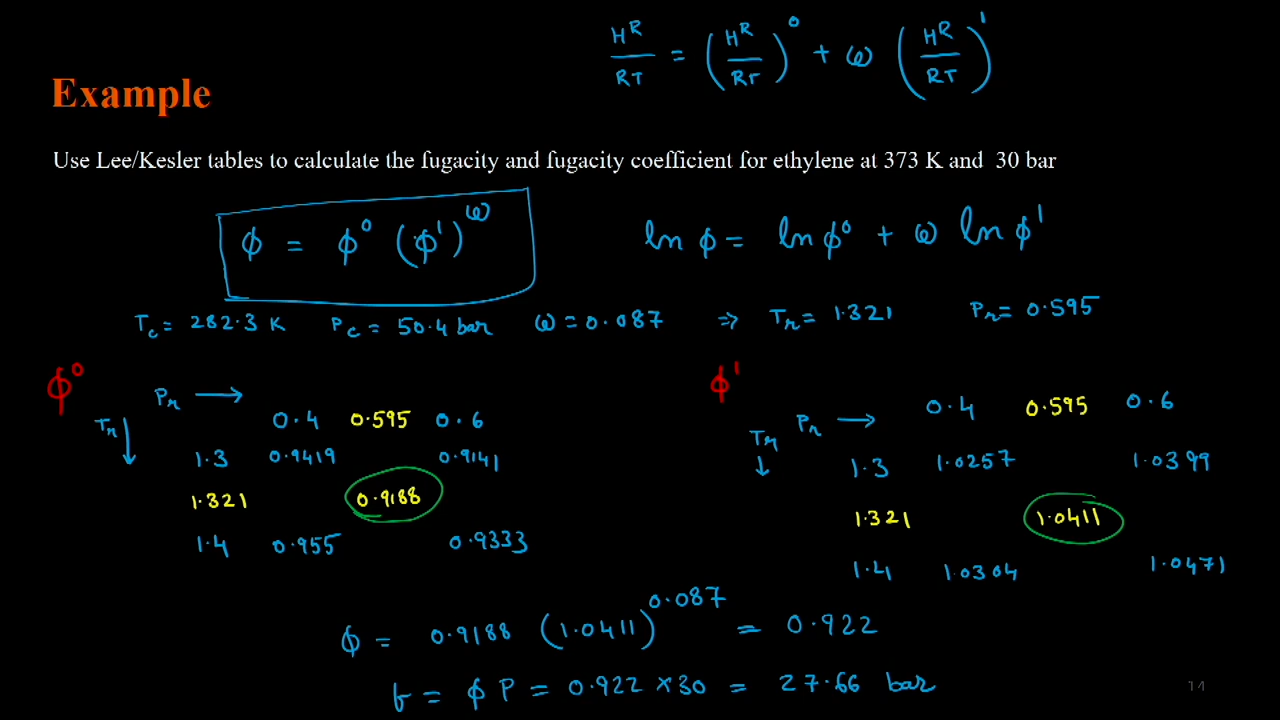 H^R/RT = (H^R/RT)^0 + ω (H^R/RT)^1
Example
Use Lee/Kesler tables to calculate the fugacity and fugacity coefficient for ethylene at 373 K and 30 bar
ϕ = ϕ^0 (ϕ^1)^ω
ln ϕ = ln ϕ^0 + ω ln ϕ^1
Tc = 282.3 K Pc = 50.4 bar ω = 0.087 ⇒ Tr = 1.321 Pr = 0.595
ϕ^0
Pr →
Tr ↓
0.4 0.595 0.6
1.3 0.9419 0.9141
1.321 0.9188
1.4 0.955 0.9333
ϕ^1
Pr →
Tr ↓
0.4 0.595 0.6
1.3 1.0257 1.0399
1.321 1.0411
1.4 1.0304 1.0471
ϕ = 0.9188 (1.0411)^0.087 = 0.922
f = ϕ P = 0.922 × 30 = 27.66 bar
14